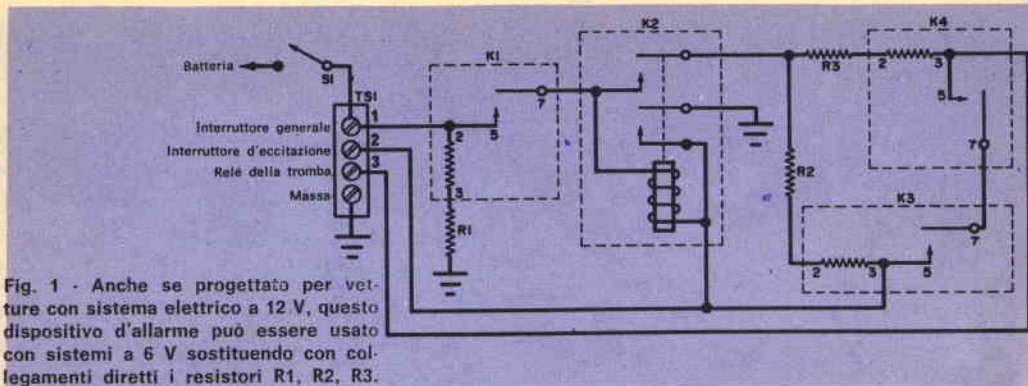 K1
K2
K4
Batteria
S1
TS1
Interruttore generale
1
Interruttore d'eccitazione
2
Relé della tromba
3
Massa
2
5
7
3
R1
R3
2
3
5
7
R2
K3
2
3
5
7
Fig. 1 - Anche se progettato per vet-
ture con sistema elettrico a 12 V, questo
dispositivo d'allarme può essere usato
con sistemi a 6 V sostituendo con col-
legamenti diretti i resistori R1, R2, R3.